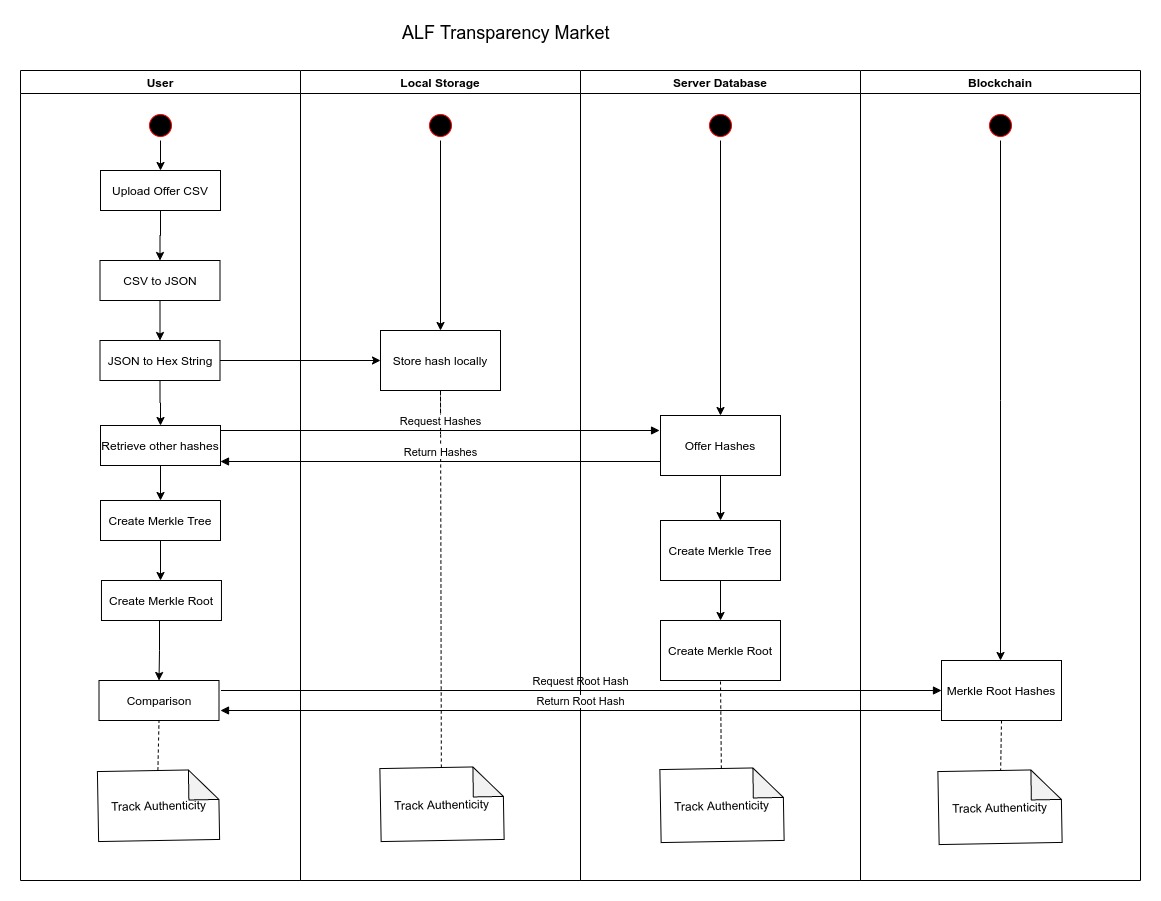 ALF Transparency Market
User
Local Storage
Server Database
Blockchain
Upload Offer CSV
CSV to JSON
JSON to Hex String
Store hash locally
Request Hashes
Retrieve other hashes
Offer Hashes
Return Hashes
Create Merkle Tree
Create Merkle Tree
Create Merkle Root
Create Merkle Root
Request Root Hash
Comparison
Merkle Root Hashes
Return Root Hash
Track Authenticity
Track Authenticity
Track Authenticity
Track Authenticity